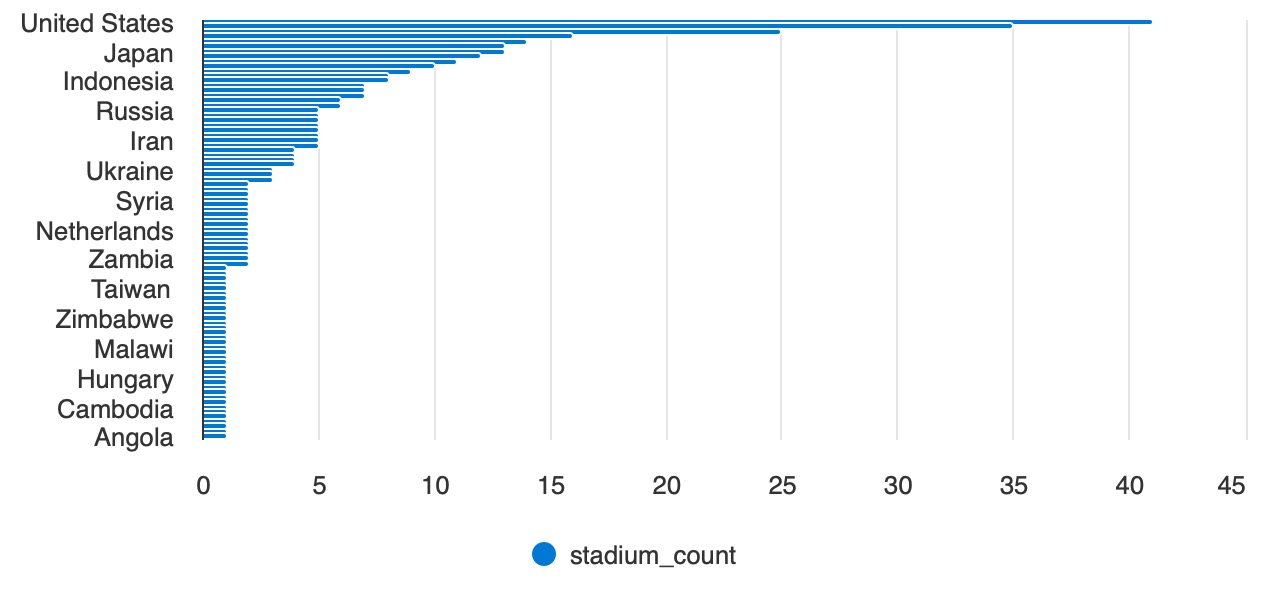 United States
Japan
Indonesia
Russia
Iran
Ukraine
Syria
Netherlands
Zambia
Taiwan
Zimbabwe
Malawi
Hungary
Cambodia
Angola
0 5 10 15 20 25 30 35 40 45
stadium_count